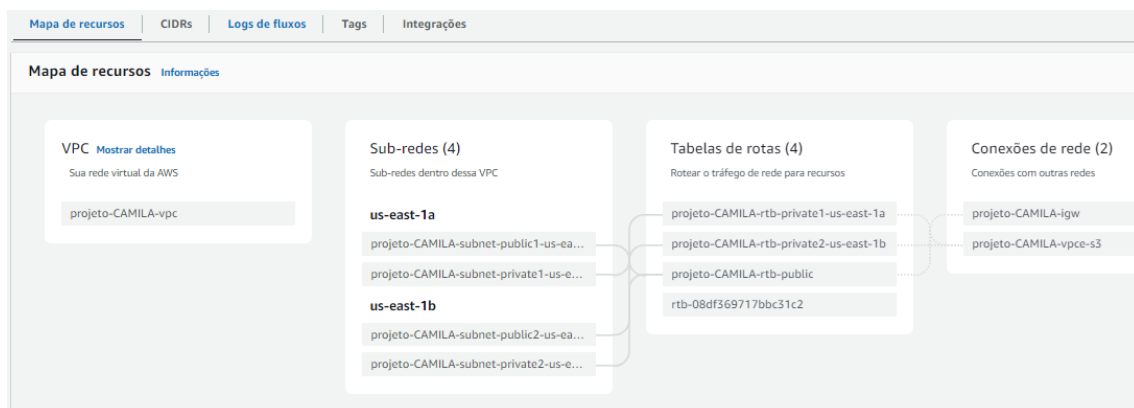 Mapa de recursos
CIDRs
Logs de fluxos
Tags
Integrações
Mapa de recursos Informações
VPC Mostrar detalhes
Sua rede virtual da AWS
projeto-CAMILA-vpc
Sub-redes (4)
Sub-redes dentro dessa VPC
us-east-1a
projeto-CAMILA-subnet-public1-us-ea...
projeto-CAMILA-subnet-private1-us-e...
us-east-1b
projeto-CAMILA-subnet-public2-us-ea...
projeto-CAMILA-subnet-private2-us-e...
Tabelas de rotas (4)
Rotear o tráfego de rede para recursos
projeto-CAMILA-rtb-private1-us-east-1a
projeto-CAMILA-rtb-private2-us-east-1b
projeto-CAMILA-rtb-public
rtb-08df369717bbc31c2
Conexões de rede (2)
Conexões com outras redes
projeto-CAMILA-igw
projeto-CAMILA-vpce-s3